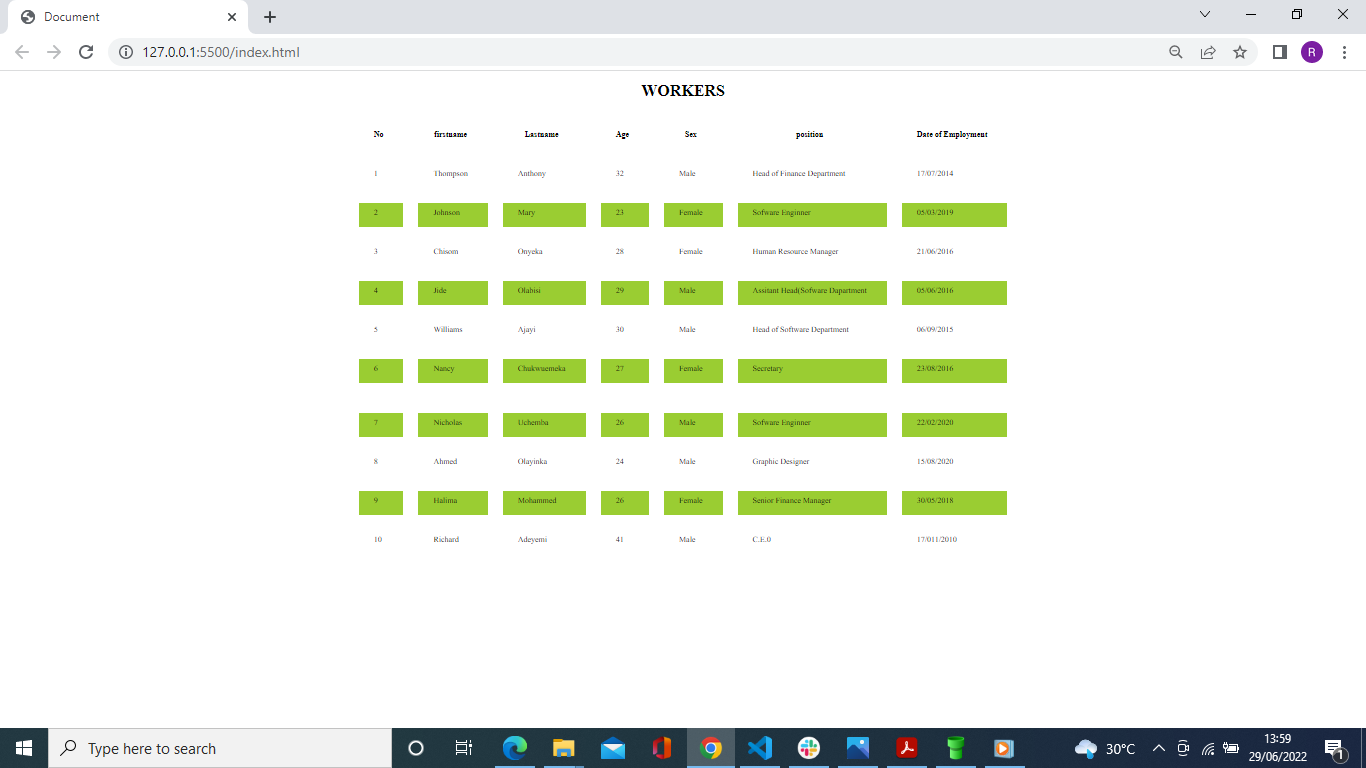 Document
127.0.0.1:5500/index.html
R
WORKERS
No firstname Lastname Age Sex position Date of Employment
1 Thompson Anthony 32 Male Head of Finance Department 17/07/2014
2 Johnson Mary 23 Female Sofware Enginner 05/03/2019
3 Chisom Onyeka 28 Female Human Resource Manager 21/06/2016
4 Jide Olabisi 29 Male Assitant Head(Sofware Dapartment 05/06/2016
5 Williams Ajayi 30 Male Head of Software Department 06/09/2015
6 Nancy Chukwuemeka 27 Female Secretary 23/08/2016
7 Nicholas Uchemba 26 Male Sofware Enginner 22/02/2020
8 Ahmed Olayinka 24 Male Graphic Designer 15/08/2020
9 Halima Mohammed 26 Female Senior Finance Manager 30/05/2018
10 Richard Adeyemi 41 Male C.E.0 17/011/2010
Type here to search
30°C
13:59
29/06/2022
1